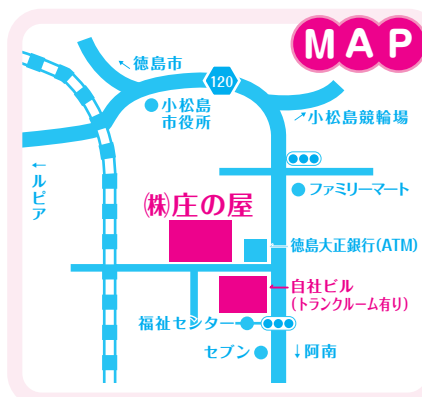 MAP
←徳島市
120
小松島
市役所
↗小松島競輪場
←ルピア
ファミリーマート
㈱庄の屋
徳島大正銀行(ATM)
←自社ビル
(トランクルーム有り)
福祉センター
セブン
↓阿南